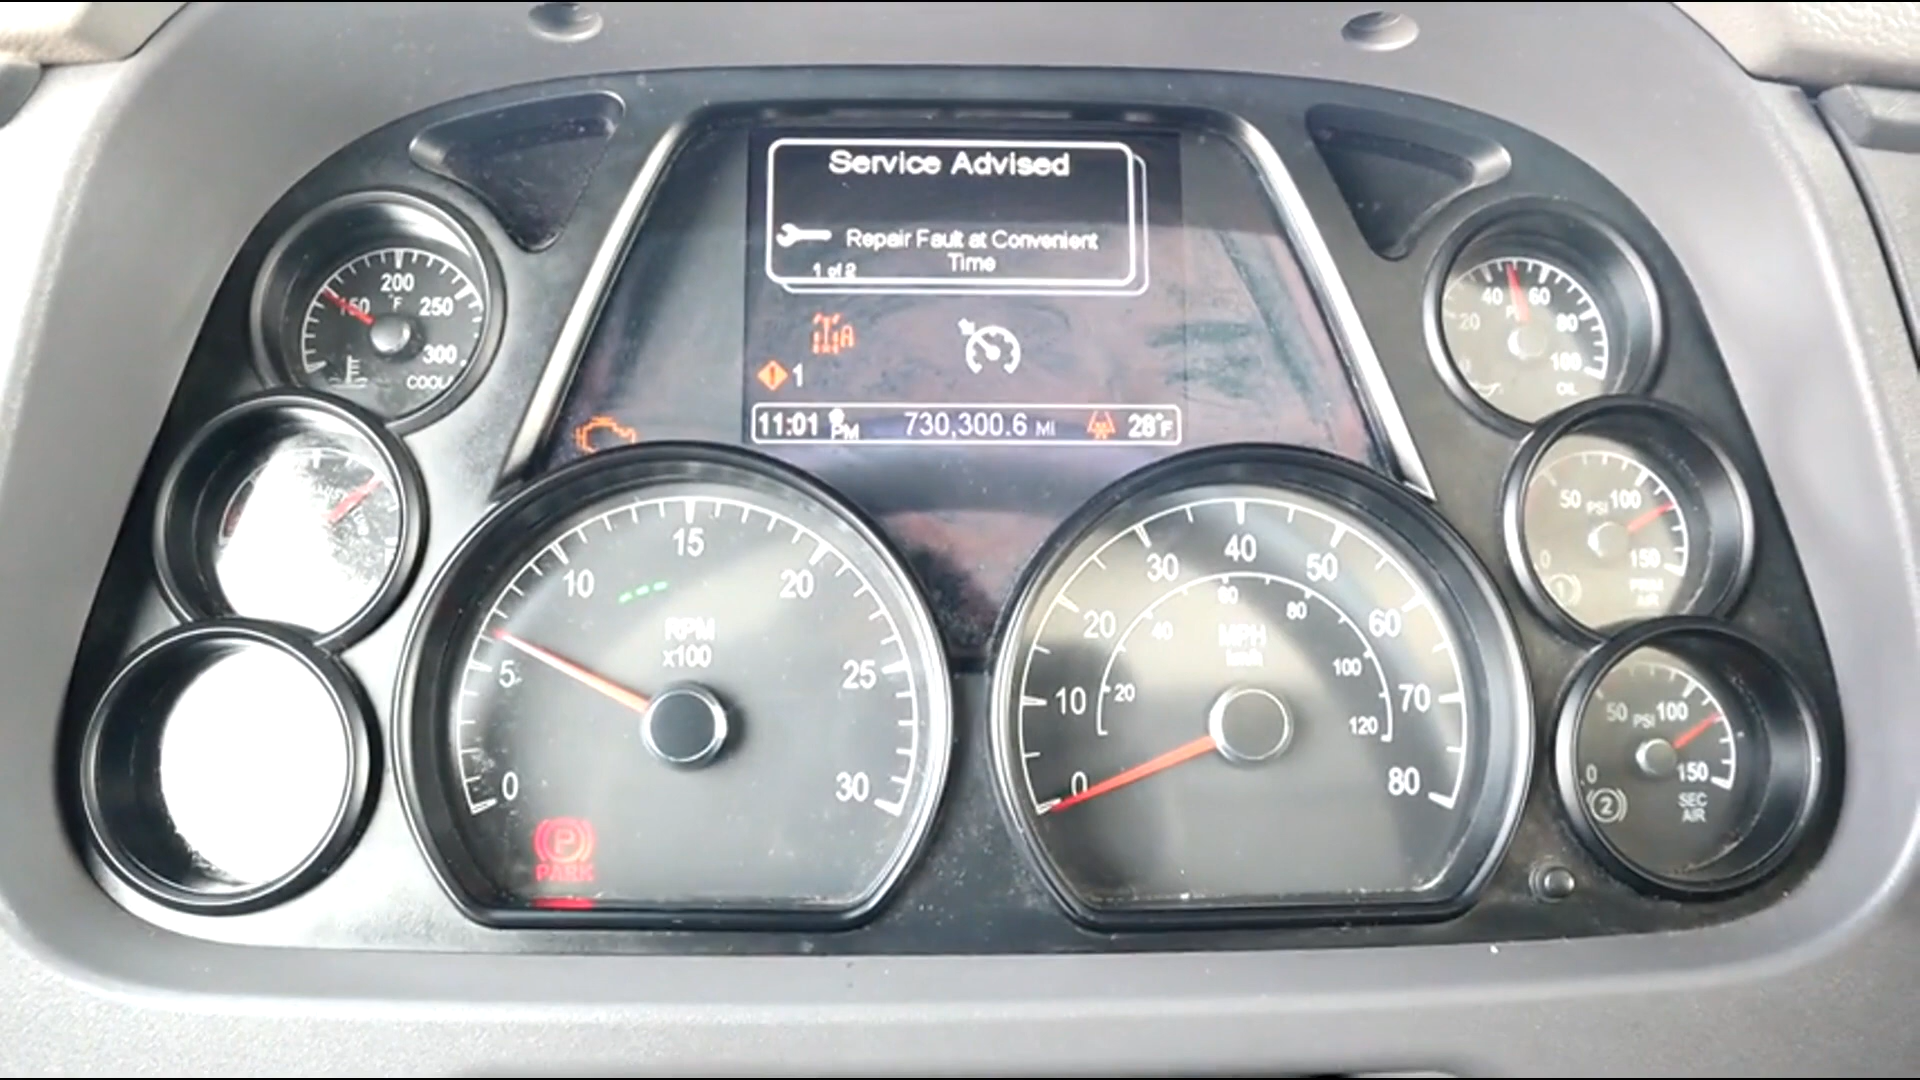 Service Advised
Repair Fault at Convenient
Time
1 of 2
A
1
11:01 PM 730,300.6 MI 28°F
150 200 250 300
°F
COOL
20 40 60 80 100
OIL
0 50 100 150
PSI
1
PRIM
AIR
0 50 100 150
PSI
2
SEC
AIR
0 5 10 15 20 25 30
RPM
x100
P
PARK
0 10 20 30 40 50 60 70 80
MPH
20 40 60 80 100 120
km/h